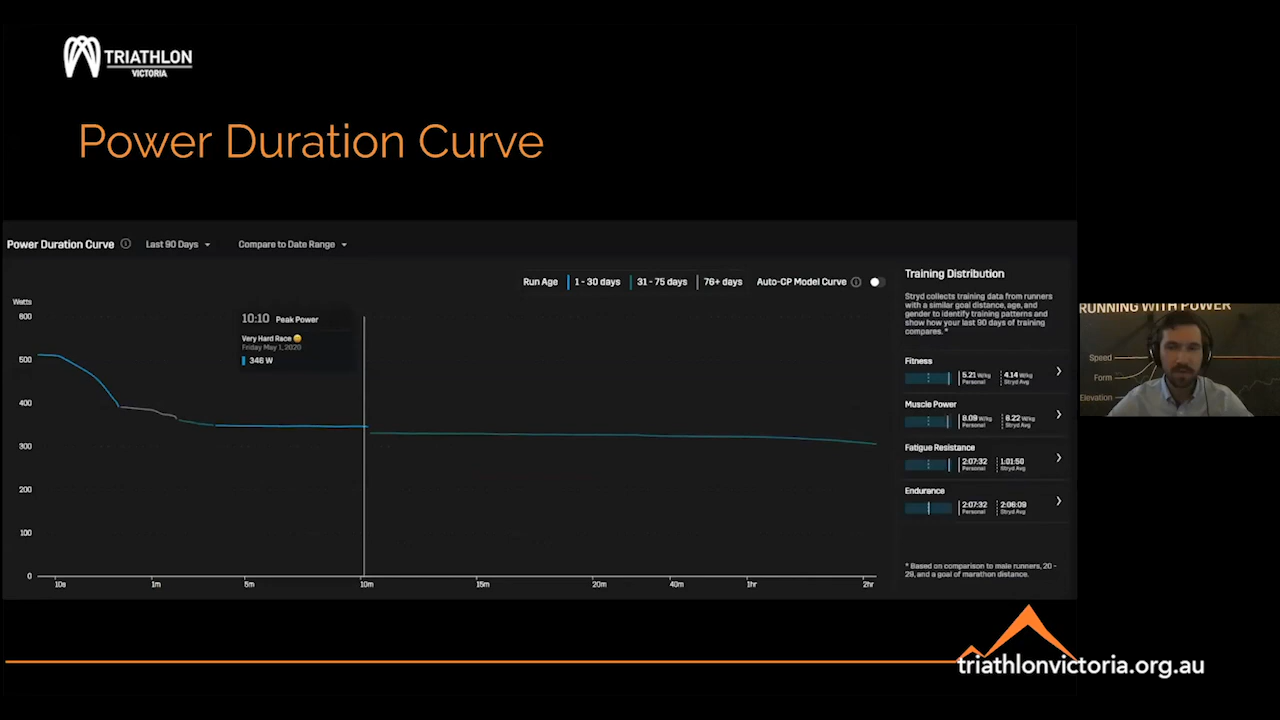 TRIATHLON
VICTORIA
Power Duration Curve
Power Duration Curve Last 90 Days Compare to Date Range
Run Age 1 - 30 days 31 - 75 days 76+ days Auto-CP Model Curve
Watts
600
500
400
300
200
100
0
10s 1m 5m 10m 15m 20m 40m 1hr 2hr
10:10 Peak Power
Very Hard Race
Friday May 1, 2020
346 W
Training Distribution
Stryd collects training data from runners
with a similar goal distance, age, and
gender to identify training patterns and
show how your last 90 days of training
compares. *
Fitness
5.21 W/kg 4.14 W/kg
Personal Stryd Avg
Muscle Power
8.09 W/kg 6.22 W/kg
Personal Stryd Avg
Fatigue Resistance
2:07:32 1:01:50
Personal Stryd Avg
Endurance
2:07:32 2:06:09
Personal Stryd Avg
* Based on comparison to male runners, 20 -
29, and a goal of marathon distance.
RUNNING WITH POWER
Speed
Form
Elevation
triathlonvictoria.org.au